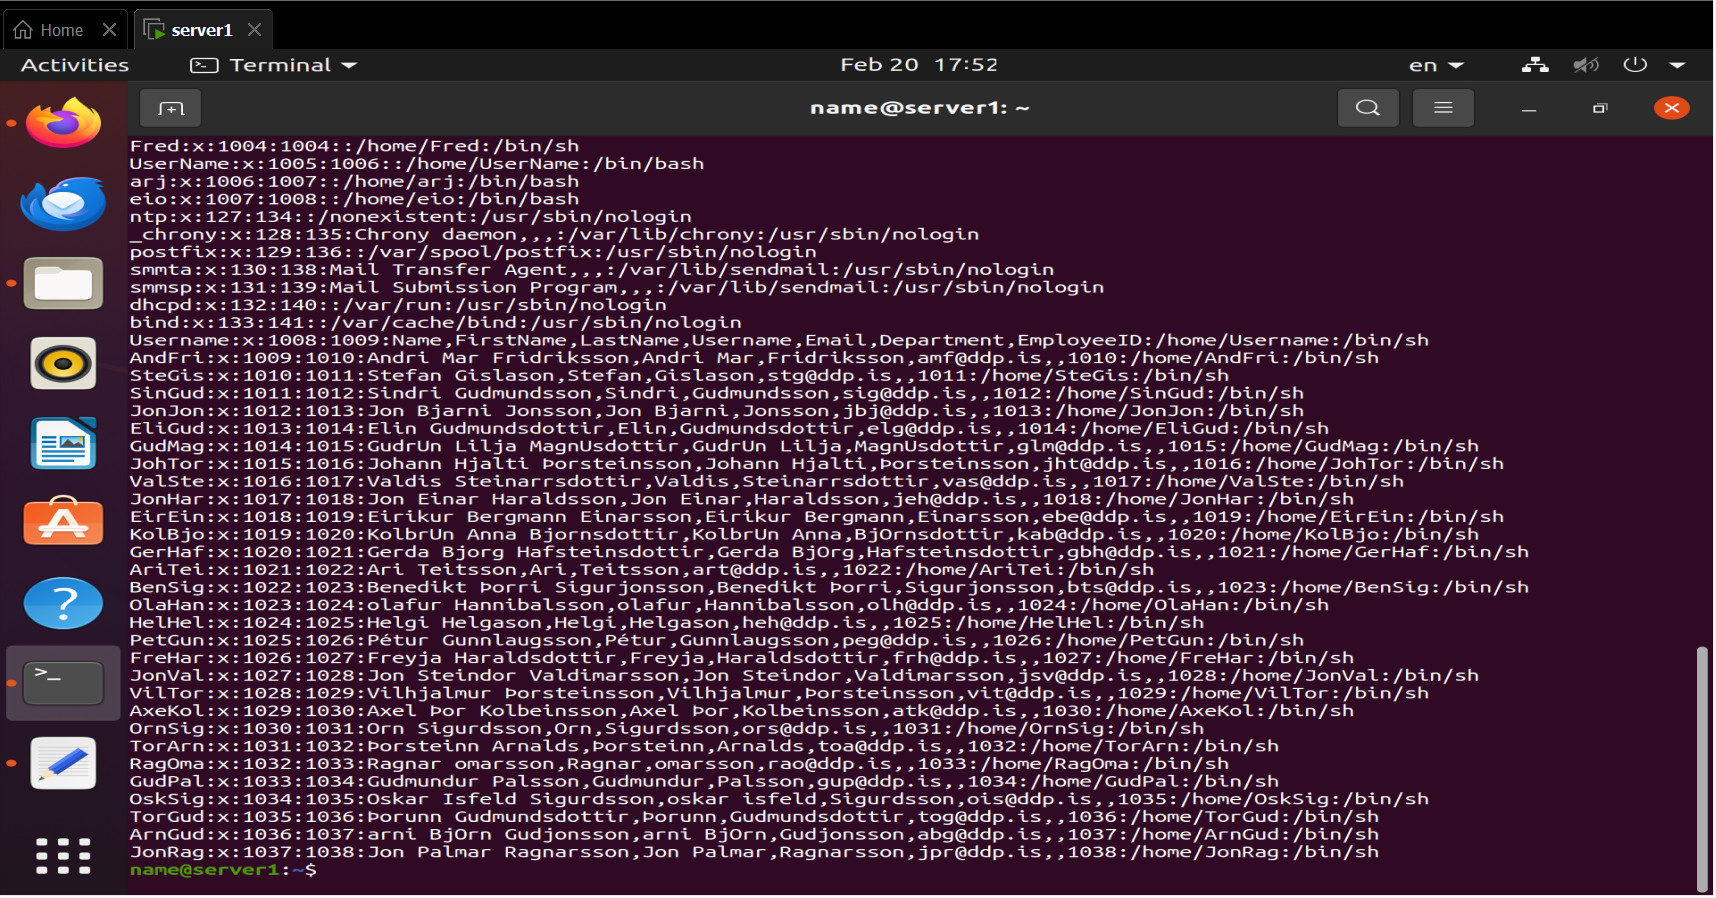 Home
server1
Activities
Terminal
Feb 20 17:52
en
name@server1: ~
Fred:x:1004:1004::/home/Fred:/bin/sh
UserName:x:1005:1006::/home/UserName:/bin/bash
arj:x:1006:1007::/home/arj:/bin/bash
eio:x:1007:1008::/home/eio:/bin/bash
ntp:x:127:134::/nonexistent:/usr/sbin/nologin
_chrony:x:128:135:Chrony daemon,,,:/var/lib/chrony:/usr/sbin/nologin
postfix:x:129:136::/var/spool/postfix:/usr/sbin/nologin
smmta:x:130:138:Mail Transfer Agent,,,:/var/lib/sendmail:/usr/sbin/nologin
smmsp:x:131:139:Mail Submission Program,,,:/var/lib/sendmail:/usr/sbin/nologin
dhcpd:x:132:140::/var/run:/usr/sbin/nologin
bind:x:133:141::/var/cache/bind:/usr/sbin/nologin
Username:x:1008:1009:Name,FirstName,LastName,Username,Email,Department,EmployeeID:/home/Username:/bin/sh
AndFri:x:1009:1010:Andri Mar Fridriksson,Andri Mar,Fridriksson,amf@ddp.is,,1010:/home/AndFri:/bin/sh
SteGis:x:1010:1011:Stefan Gislason,Stefan,Gislason,stg@ddp.is,,1011:/home/SteGis:/bin/sh
SinGud:x:1011:1012:Sindri Gudmundsson,Sindri,Gudmundsson,sig@ddp.is,,1012:/home/SinGud:/bin/sh
JonJon:x:1012:1013:Jon Bjarni Jonsson,Jon Bjarni,Jonsson,jbj@ddp.is,,1013:/home/JonJon:/bin/sh
EliGud:x:1013:1014:Elin Gudmundsdottir,Elin,Gudmundsdottir,elg@ddp.is,,1014:/home/EliGud:/bin/sh
GudMag:x:1014:1015:GudrUn Lilja MagnUsdottir,GudrUn Lilja,MagnUsdottir,glm@ddp.is,,1015:/home/GudMag:/bin/sh
JohTor:x:1015:1016:Johann Hjalti Þorsteinsson,Johann Hjalti,Þorsteinsson,jht@ddp.is,,1016:/home/JohTor:/bin/sh
ValSte:x:1016:1017:Valdis Steinarrsdottir,Valdis,Steinarrsdottir,vas@ddp.is,,1017:/home/ValSte:/bin/sh
JonHar:x:1017:1018:Jon Einar Haraldsson,Jon Einar,Haraldsson,jeh@ddp.is,,1018:/home/JonHar:/bin/sh
EirEin:x:1018:1019:Eirikur Bergmann Einarsson,Eirikur Bergmann,Einarsson,ebe@ddp.is,,1019:/home/EirEin:/bin/sh
KolBjo:x:1019:1020:KolbrUn Anna Bjornsdottir,KolbrUn Anna,BjOrnsdottir,kab@ddp.is,,1020:/home/KolBjo:/bin/sh
GerHaf:x:1020:1021:Gerda Bjorg Hafsteinsdottir,Gerda BjOrg,Hafsteinsdottir,gbh@ddp.is,,1021:/home/GerHaf:/bin/sh
AriTei:x:1021:1022:Ari Teitsson,Ari,Teitsson,art@ddp.is,,1022:/home/AriTei:/bin/sh
BenSig:x:1022:1023:Benedikt Þorri Sigurjonsson,Benedikt Þorri,Sigurjonsson,bts@ddp.is,,1023:/home/BenSig:/bin/sh
OlaHan:x:1023:1024:olafur Hannibalsson,olafur,Hannibalsson,olh@ddp.is,,1024:/home/OlaHan:/bin/sh
HelHel:x:1024:1025:Helgi Helgason,Helgi,Helgason,heh@ddp.is,,1025:/home/HelHel:/bin/sh
PetGun:x:1025:1026:Pétur Gunnlaugsson,Pétur,Gunnlaugsson,peg@ddp.is,,1026:/home/PetGun:/bin/sh
FreHar:x:1026:1027:Freyja Haraldsdottir,Freyja,Haraldsdottir,frh@ddp.is,,1027:/home/FreHar:/bin/sh
JonVal:x:1027:1028:Jon Steindor Valdimarsson,Jon Steindor,Valdimarsson,jsv@ddp.is,,1028:/home/JonVal:/bin/sh
VilTor:x:1028:1029:Vilhjalmur Þorsteinsson,Vilhjalmur,Þorsteinsson,vit@ddp.is,,1029:/home/VilTor:/bin/sh
AxeKol:x:1029:1030:Axel Þor Kolbeinsson,Axel Þor,Kolbeinsson,atk@ddp.is,,1030:/home/AxeKol:/bin/sh
OrnSig:x:1030:1031:Orn Sigurdsson,Orn,Sigurdsson,ors@ddp.is,,1031:/home/OrnSig:/bin/sh
TorArn:x:1031:1032:Þorsteinn Arnalds,Þorsteinn,Arnalds,toa@ddp.is,,1032:/home/TorArn:/bin/sh
RagOma:x:1032:1033:Ragnar omarsson,Ragnar,omarsson,rao@ddp.is,,1033:/home/RagOma:/bin/sh
GudPal:x:1033:1034:Gudmundur Palsson,Gudmundur,Palsson,gup@ddp.is,,1034:/home/GudPal:/bin/sh
OskSig:x:1034:1035:Oskar Isfeld Sigurdsson,oskar isfeld,Sigurdsson,ois@ddp.is,,1035:/home/OskSig:/bin/sh
TorGud:x:1035:1036:Þorunn Gudmundsdottir,Þorunn,Gudmundsdottir,tog@ddp.is,,1036:/home/TorGud:/bin/sh
ArnGud:x:1036:1037:arni BjOrn Gudjonsson,arni BjOrn,Gudjonsson,abg@ddp.is,,1037:/home/ArnGud:/bin/sh
JonRag:x:1037:1038:Jon Palmar Ragnarsson,Jon Palmar,Ragnarsson,jpr@ddp.is,,1038:/home/JonRag:/bin/sh
name@server1:~$